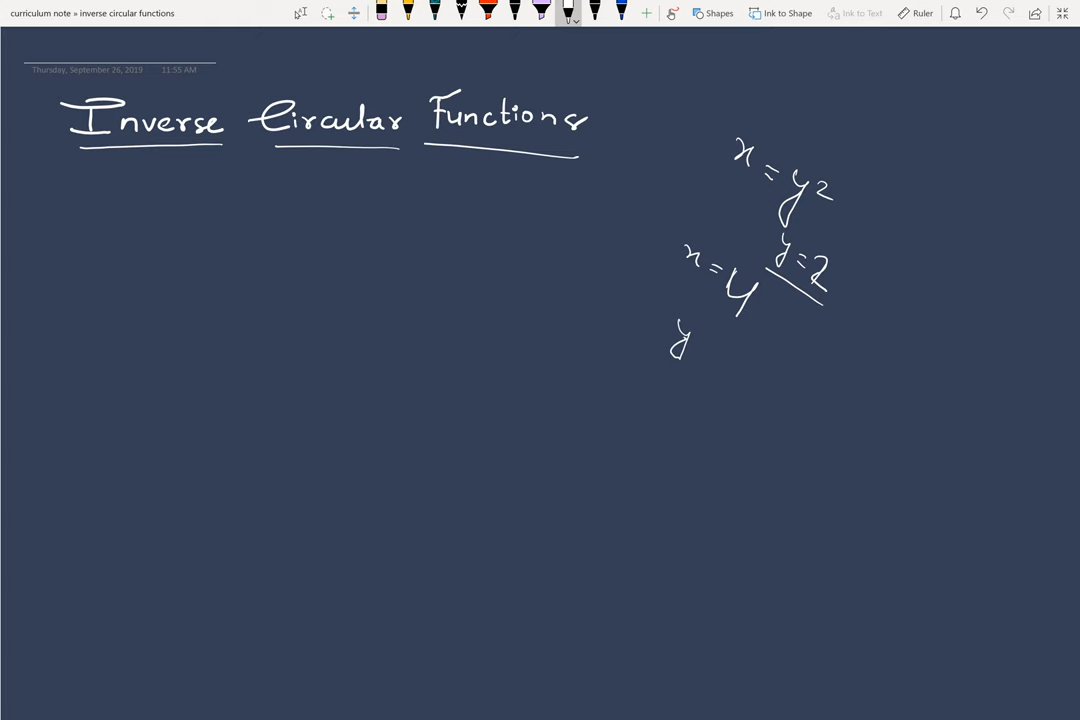 curriculum note » inverse circular functions
Shapes
Ink to Shape
Ink to Text
Ruler
Thursday, September 26, 2019 11:55 AM
Inverse Circular Functions
x = y2
y = 2
x = 4
y